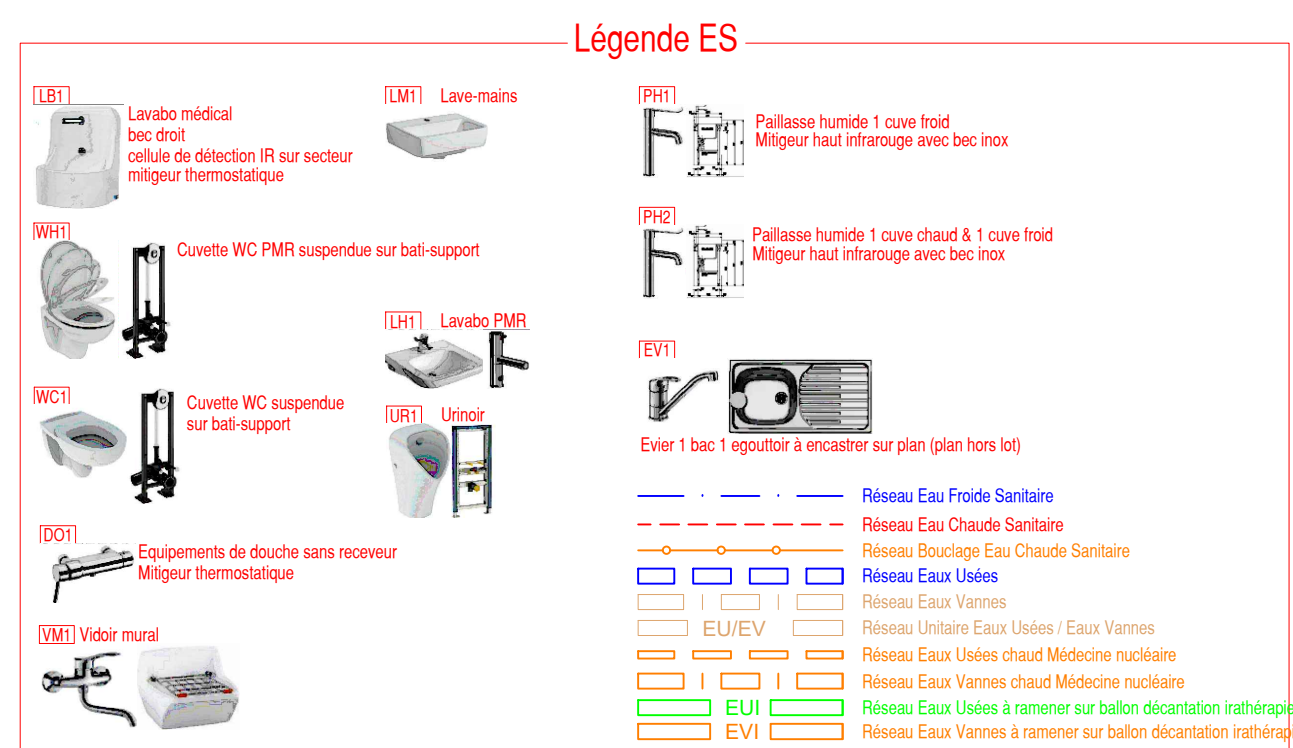 Légende ES
LB1
Lavabo médical
bec droit
cellule de détection IR sur secteur
mitigeur thermostatique
WH1
Cuvette WC PMR suspendue sur bati-support
WC1
Cuvette WC suspendue
sur bati-support
DO1
Equipements de douche sans receveur
Mitigeur thermostatique
VM1 Vidoir mural
LM1 Lave-mains
LH1 Lavabo PMR
UR1 Urinoir
PH1
Paillasse humide 1 cuve froid
Mitigeur haut infrarouge avec bec inox
PH2
Paillasse humide 1 cuve chaud & 1 cuve froid
Mitigeur haut infrarouge avec bec inox
EV1
Evier 1 bac 1 egouttoir à encastrer sur plan (plan hors lot)
Réseau Eau Froide Sanitaire
Réseau Eau Chaude Sanitaire
Réseau Bouclage Eau Chaude Sanitaire
Réseau Eaux Usées
Réseau Eaux Vannes
EU/EV Réseau Unitaire Eaux Usées / Eaux Vannes
Réseau Eaux Usées chaud Médecine nucléaire
Réseau Eaux Vannes chaud Médecine nucléaire
EUI Réseau Eaux Usées à ramener sur ballon décantation irathérapie
EVI Réseau Eaux Vannes à ramener sur ballon décantation irathérap